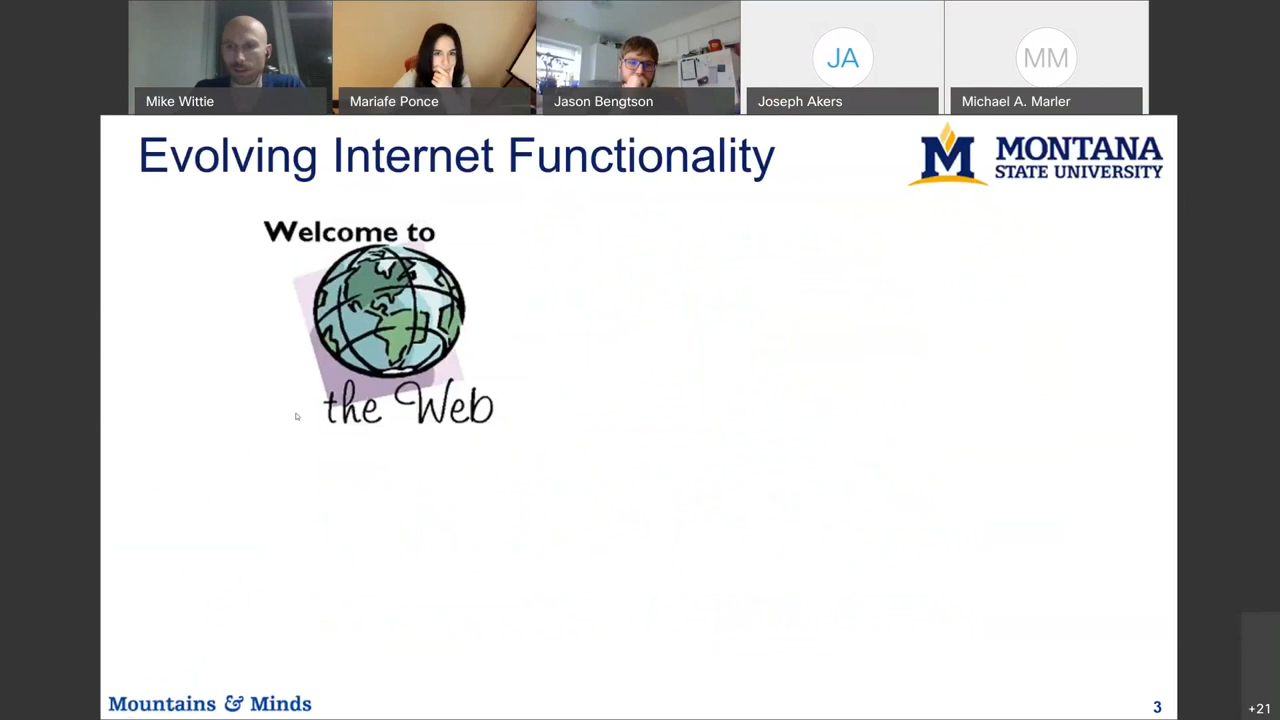 JA
MM
Mike Wittie
Mariafe Ponce
Jason Bengtson
Joseph Akers
Michael A. Marler
Evolving Internet Functionality
M
MONTANA
STATE UNIVERSITY
Welcome to
the Web
Mountains & Minds
3
+21